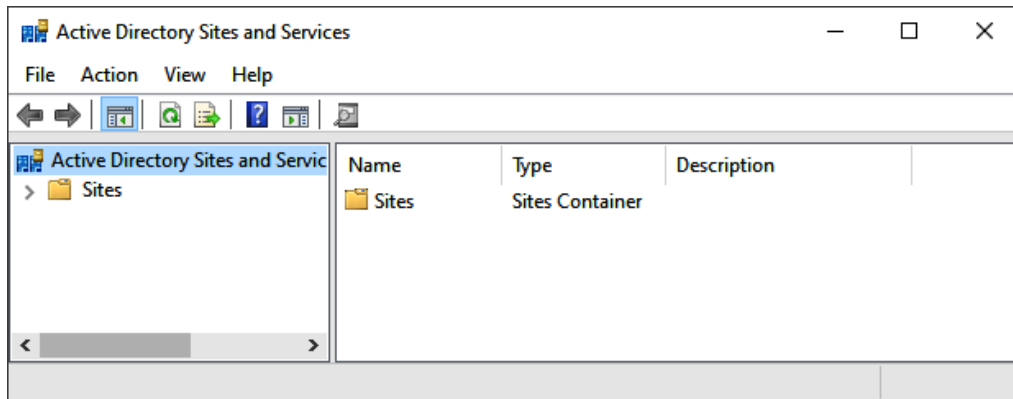 Active Directory Sites and Services
File Action View Help
Active Directory Sites and Servic
Sites
Name Type Description
Sites Sites Container